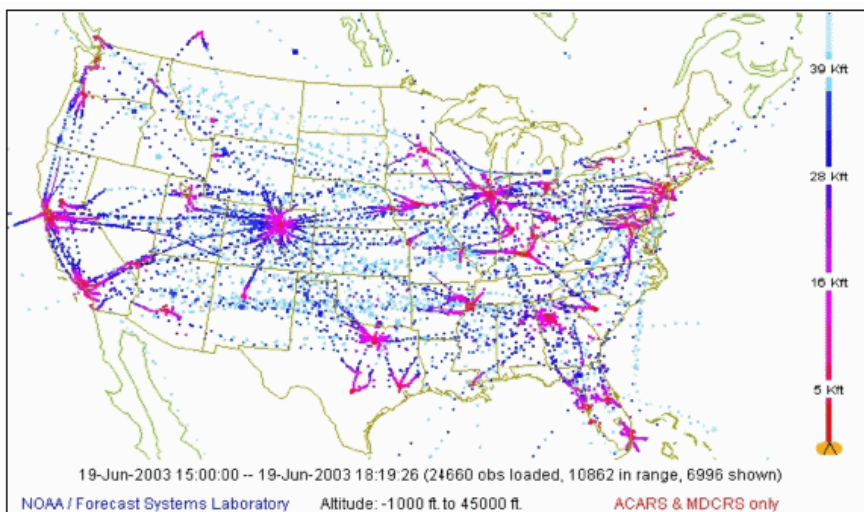 39 Kft
28 Kft
16 Kft
5 Kft
19-Jun-2003 15:00:00 -- 19-Jun-2003 18:19:26 (24660 obs loaded, 10862 in range, 6996 shown)
NOAA / Forecast Systems Laboratory Altitude: -1000 ft. to 45000 ft. ACARS & MDCRS only